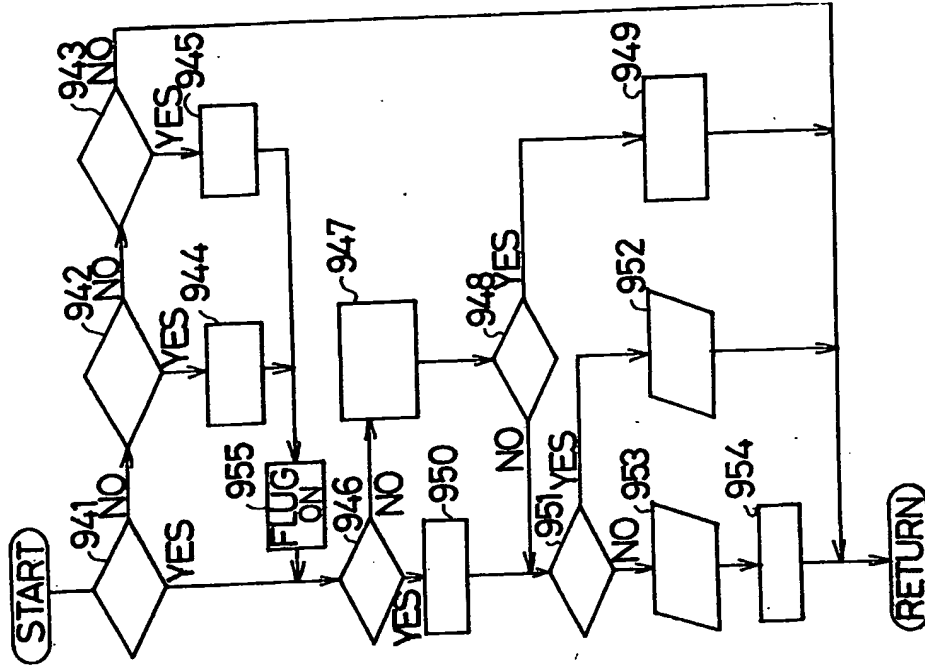 START
941
NO
942
NO
943
NO
YES
YES
944
YES
945
955
FLUG
ON
946
NO
947
YES
950
948
YES
NO
951
YES
NO
953
952
949
954
RETURN